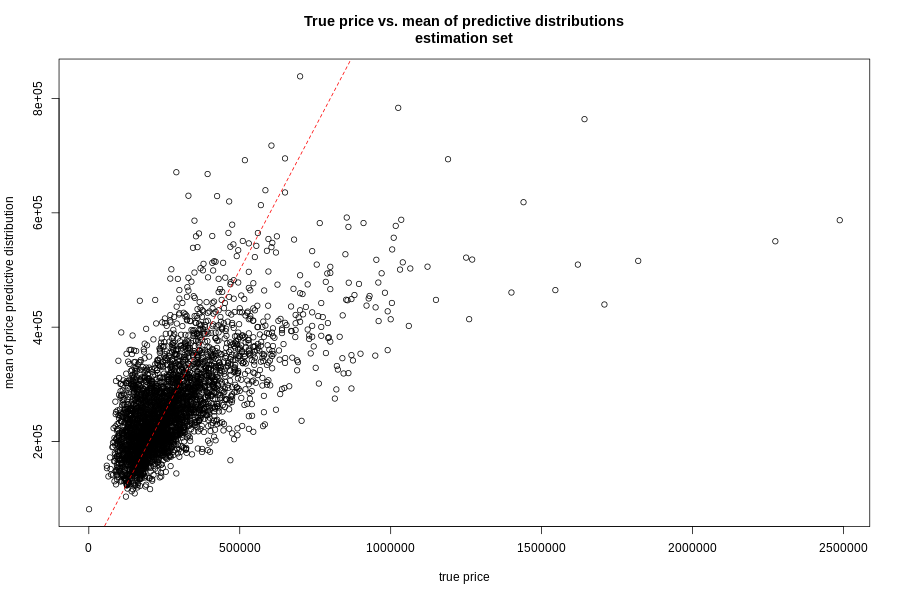 True price vs. mean of predictive distributions
estimation set
mean of price predictive distribution
8e+05
6e+05
4e+05
2e+05
0
500000
1000000
1500000
2000000
2500000
true price